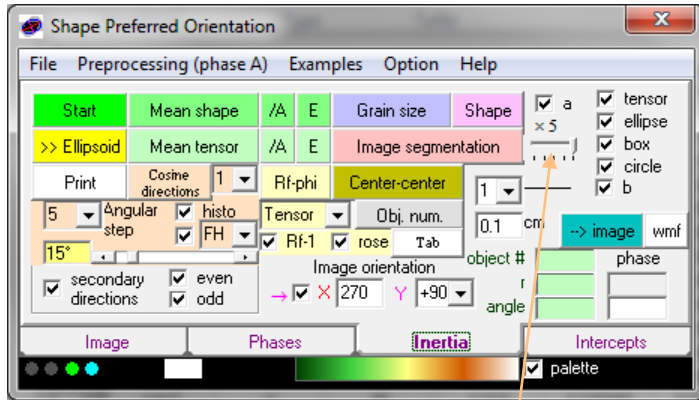 Shape Preferred Orientation
File Preprocessing (phase A) Examples Option Help
Start Mean shape /A E Grain size Shape a tensor
x 5 ellipse
>> Ellipsoid Mean tensor /A E Image segmentation box
circle
Print Cosine directions 1 Rf-phi Center-center 1 b
5 Angular step histo Tensor Obj. num. 0.1 cm --> image wmf
FH Rf-1 rose Tab
15° Image orientation object # phase
secondary directions even odd → X 270 Y +90 r
angle
Image Phases Inertia Intercepts
palette